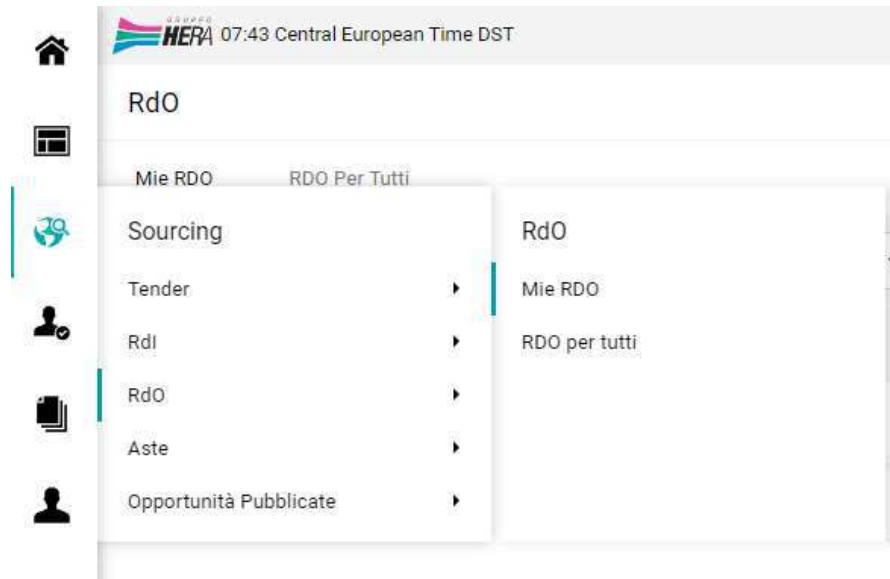 GRUPPO
HERA 07:43 Central European Time DST
RdO
Mie RDO RDO Per Tutti
Sourcing
Tender
RdI
RdO
Aste
Opportunità Pubblicate
RdO
Mie RDO
RDO per tutti